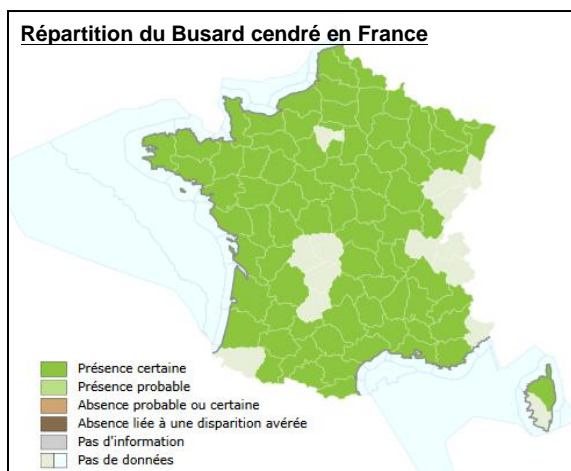 Répartition du Busard cendré en France
Présence certaine
Présence probable
Absence probable ou certaine
Absence liée à une disparition avérée
Pas d'information
Pas de données